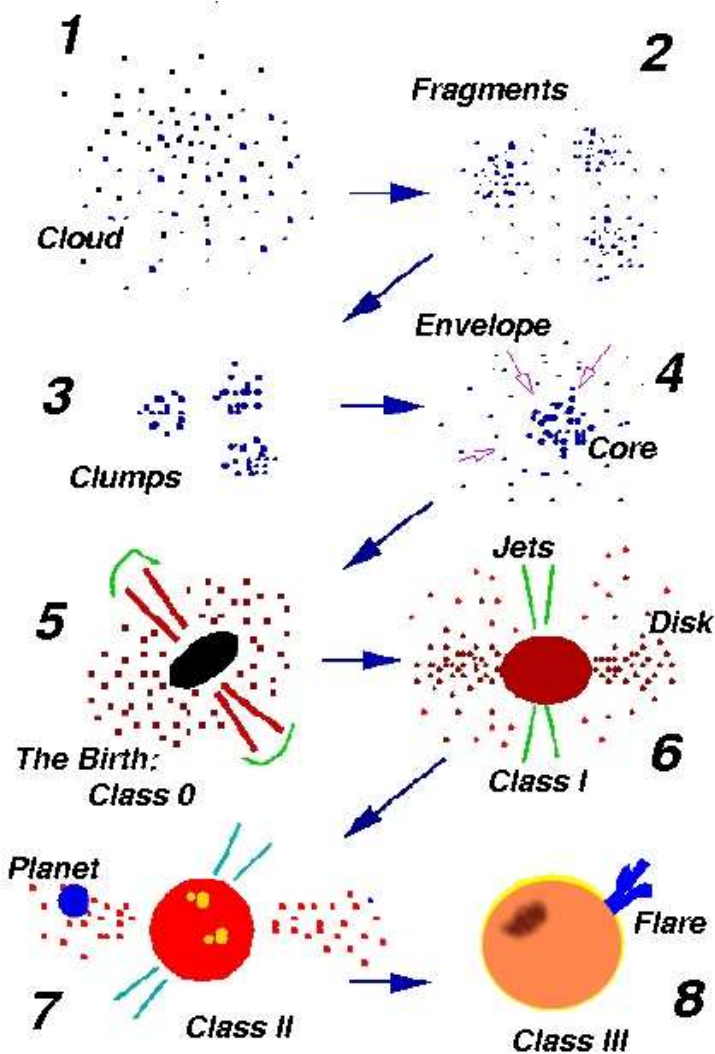 1
2
Fragments
Cloud
Envelope
3
4
Clumps
Core
Jets
5
Disk
The Birth:
Class 0
6
Class I
Planet
Flare
7
Class II
8
Class III